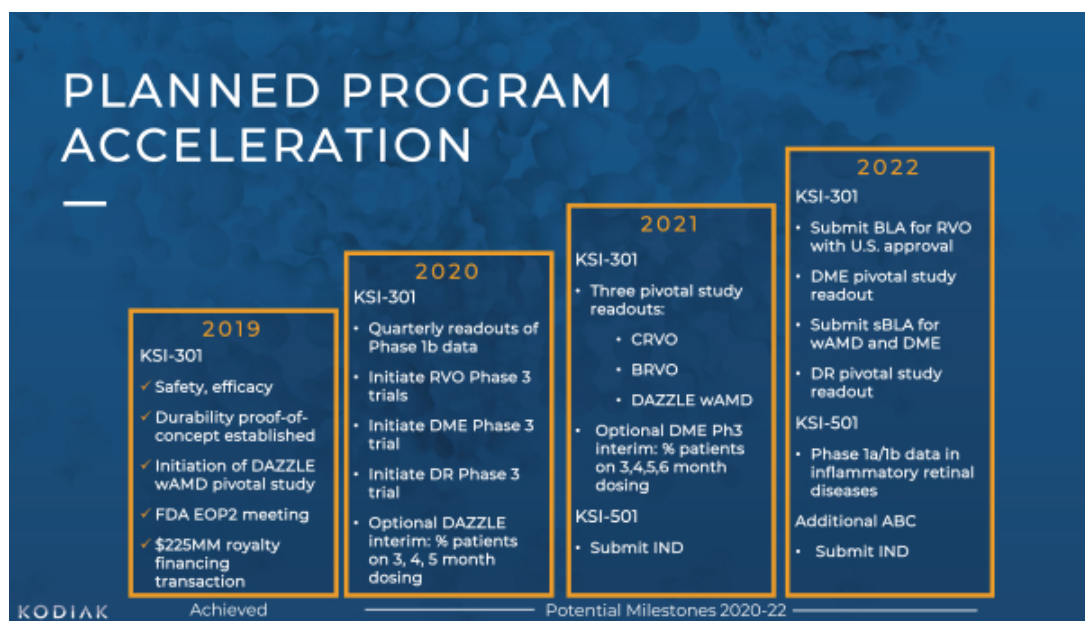 PLANNED PROGRAM
ACCELERATION
2019
KSI-301
✓ Safety, efficacy
✓ Durability proof-of-
concept established
✓ Initiation of DAZZLE
wAMD pivotal study
✓ FDA EOP2 meeting
✓ $225MM royalty
financing
transaction
2020
KSI-301
• Quarterly readouts of
Phase 1b data
• Initiate RVO Phase 3
trials
• Initiate DME Phase 3
trial
• Initiate DR Phase 3
trial
• Optional DAZZLE
interim: % patients
on 3, 4, 5 month
dosing
2021
KSI-301
• Three pivotal study
readouts:
• CRVO
• BRVO
• DAZZLE wAMD
• Optional DME Ph3
interim: % patients
on 3,4,5,6 month
dosing
KSI-501
• Submit IND
2022
KSI-301
• Submit BLA for RVO
with U.S. approval
• DME pivotal study
readout
• Submit sBLA for
wAMD and DME
• DR pivotal study
readout
KSI-501
• Phase 1a/1b data in
inflammatory retinal
diseases
Additional ABC
• Submit IND
KODIAK
Achieved
Potential Milestones 2020-22